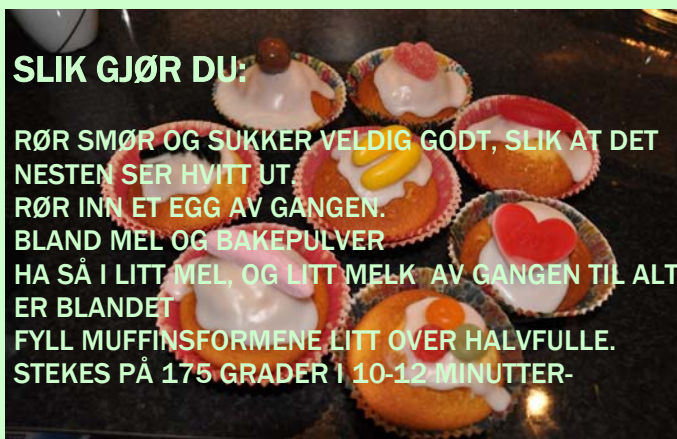 SLIK GJØR DU:
RØR SMØR OG SUKKER VELDIG GODT, SLIK AT DET
NESTEN SER HVITT UT.
RØR INN ET EGG AV GANGEN.
BLAND MEL OG BAKEPULVER
HA SÅ I LITT MEL, OG LITT MELK AV GANGEN TIL ALT
ER BLANDET
FYLL MUFFINSFORMENE LITT OVER HALVFULLE.
STEKES PÅ 175 GRADER I 10-12 MINUTTER-